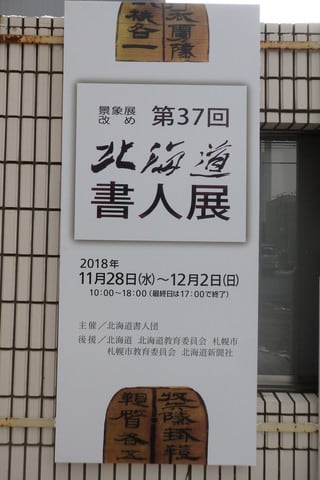 景象展
改め
第37回
北海道
書人展
2018年
11月28日(水)～12月2日(日)
10:00～18:00(最終日は17:00で終了)
主催／北海道書人団
後援／北海道 北海道教育委員会 札幌市
札幌市教育委員会 北海道新聞社